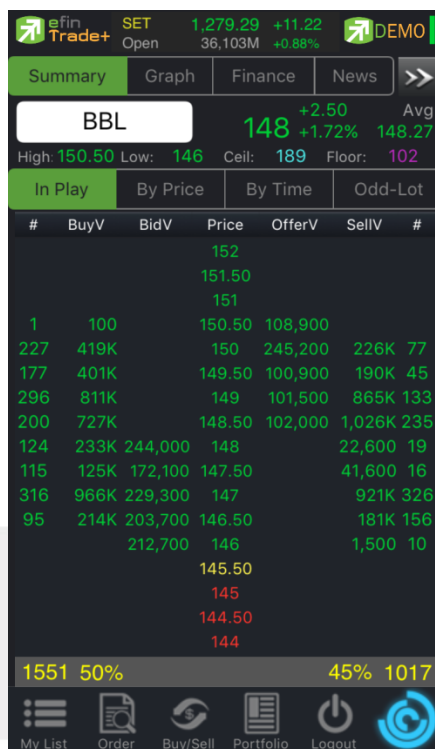 efin Trade+ SET 1,279.29 +11.22 DEMO
Open 36,103M +0.88%
Summary Graph Finance News >>
BBL 148 +2.50 +1.72% Avg 148.27
High: 150.50 Low: 146 Ceil: 189 Floor: 102
In Play By Price By Time Odd-Lot
# BuyV BidV Price OfferV SellV #
152
151.50
151
1 100 150.50 108,900
227 419K 150 245,200 226K 77
177 401K 149.50 100,900 190K 45
296 811K 149 101,500 865K 133
200 727K 148.50 102,000 1,026K 235
124 233K 244,000 148 22,600 19
115 125K 172,100 147.50 41,600 16
316 966K 229,300 147 921K 326
95 214K 203,700 146.50 181K 156
212,700 146 1,500 10
145.50
145
144.50
144
1551 50% 45% 1017
My List Order Buy/Sell Portfolio Logout